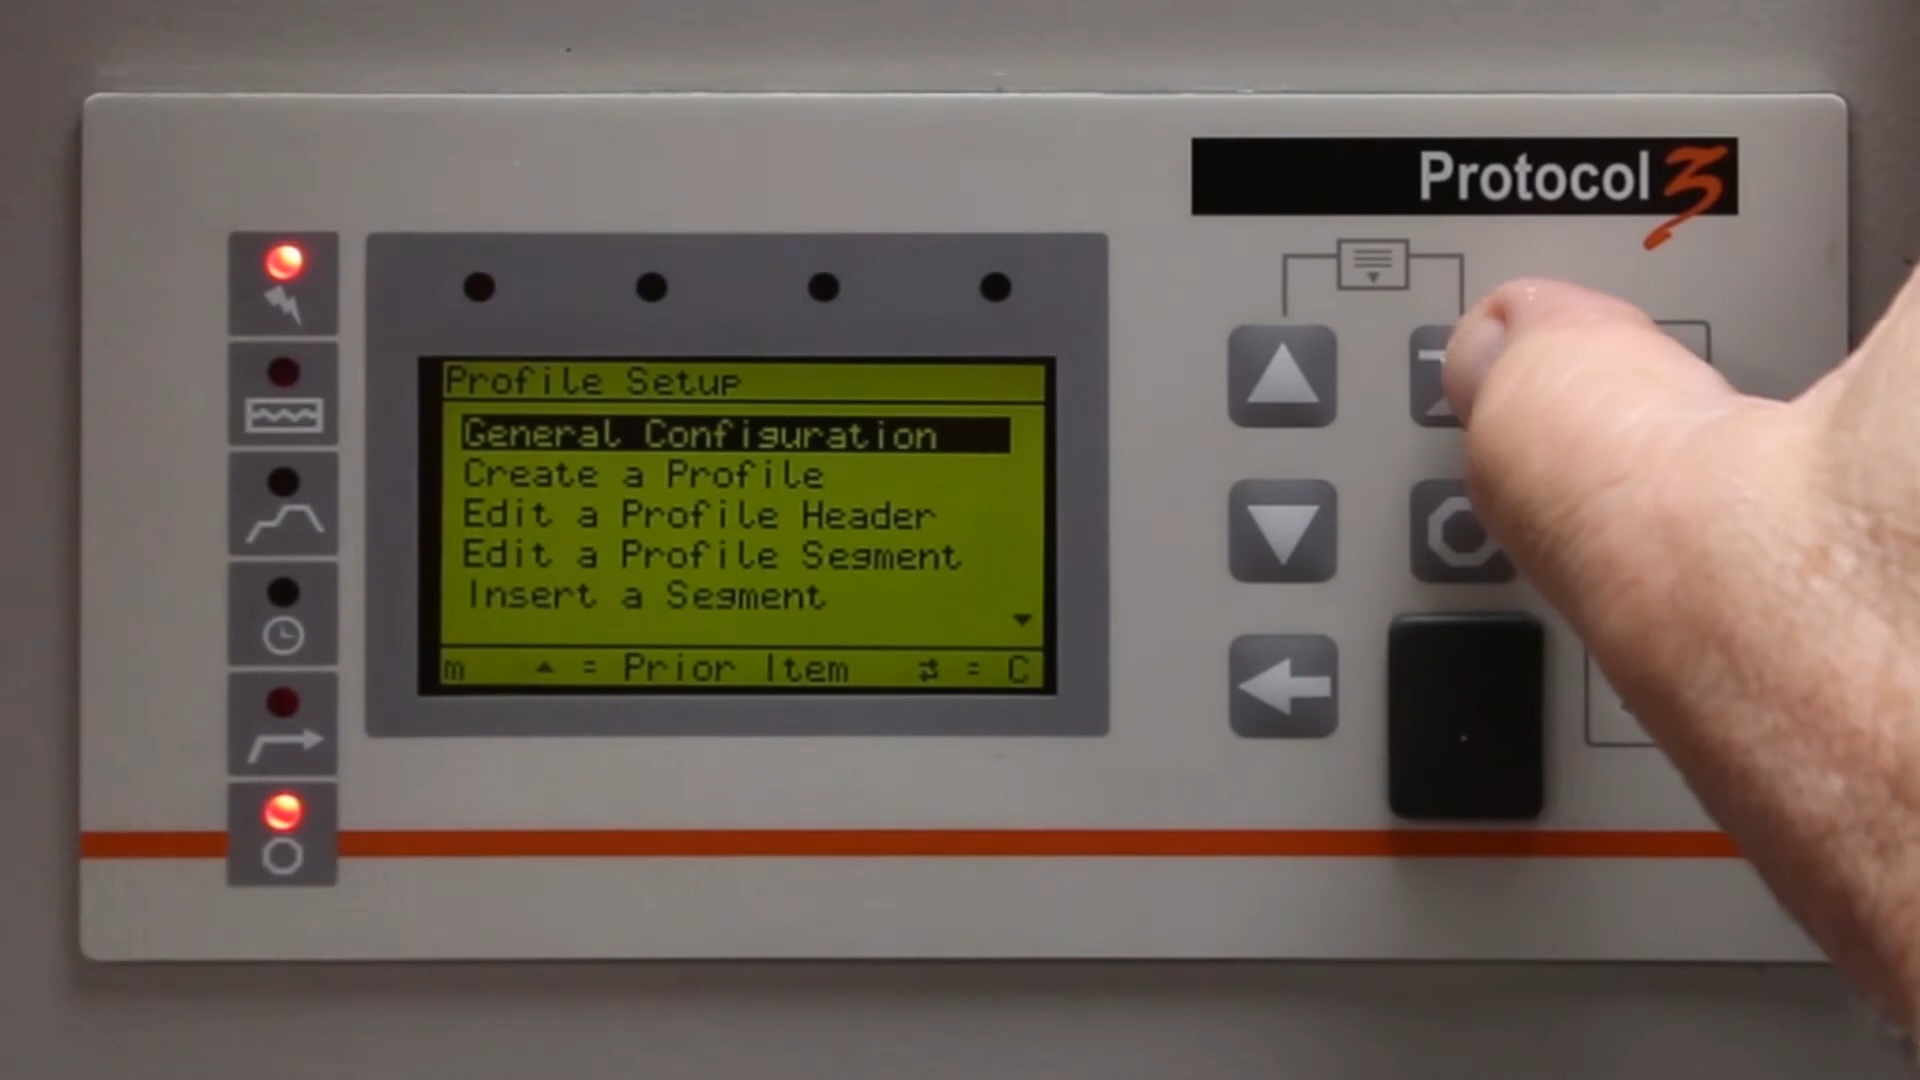 Protocol 3
Profile Setup
General Configuration
Create a Profile
Edit a Profile Header
Edit a Profile Segment
Insert a Segment
m ▲ = Prior Item ⇄ = C